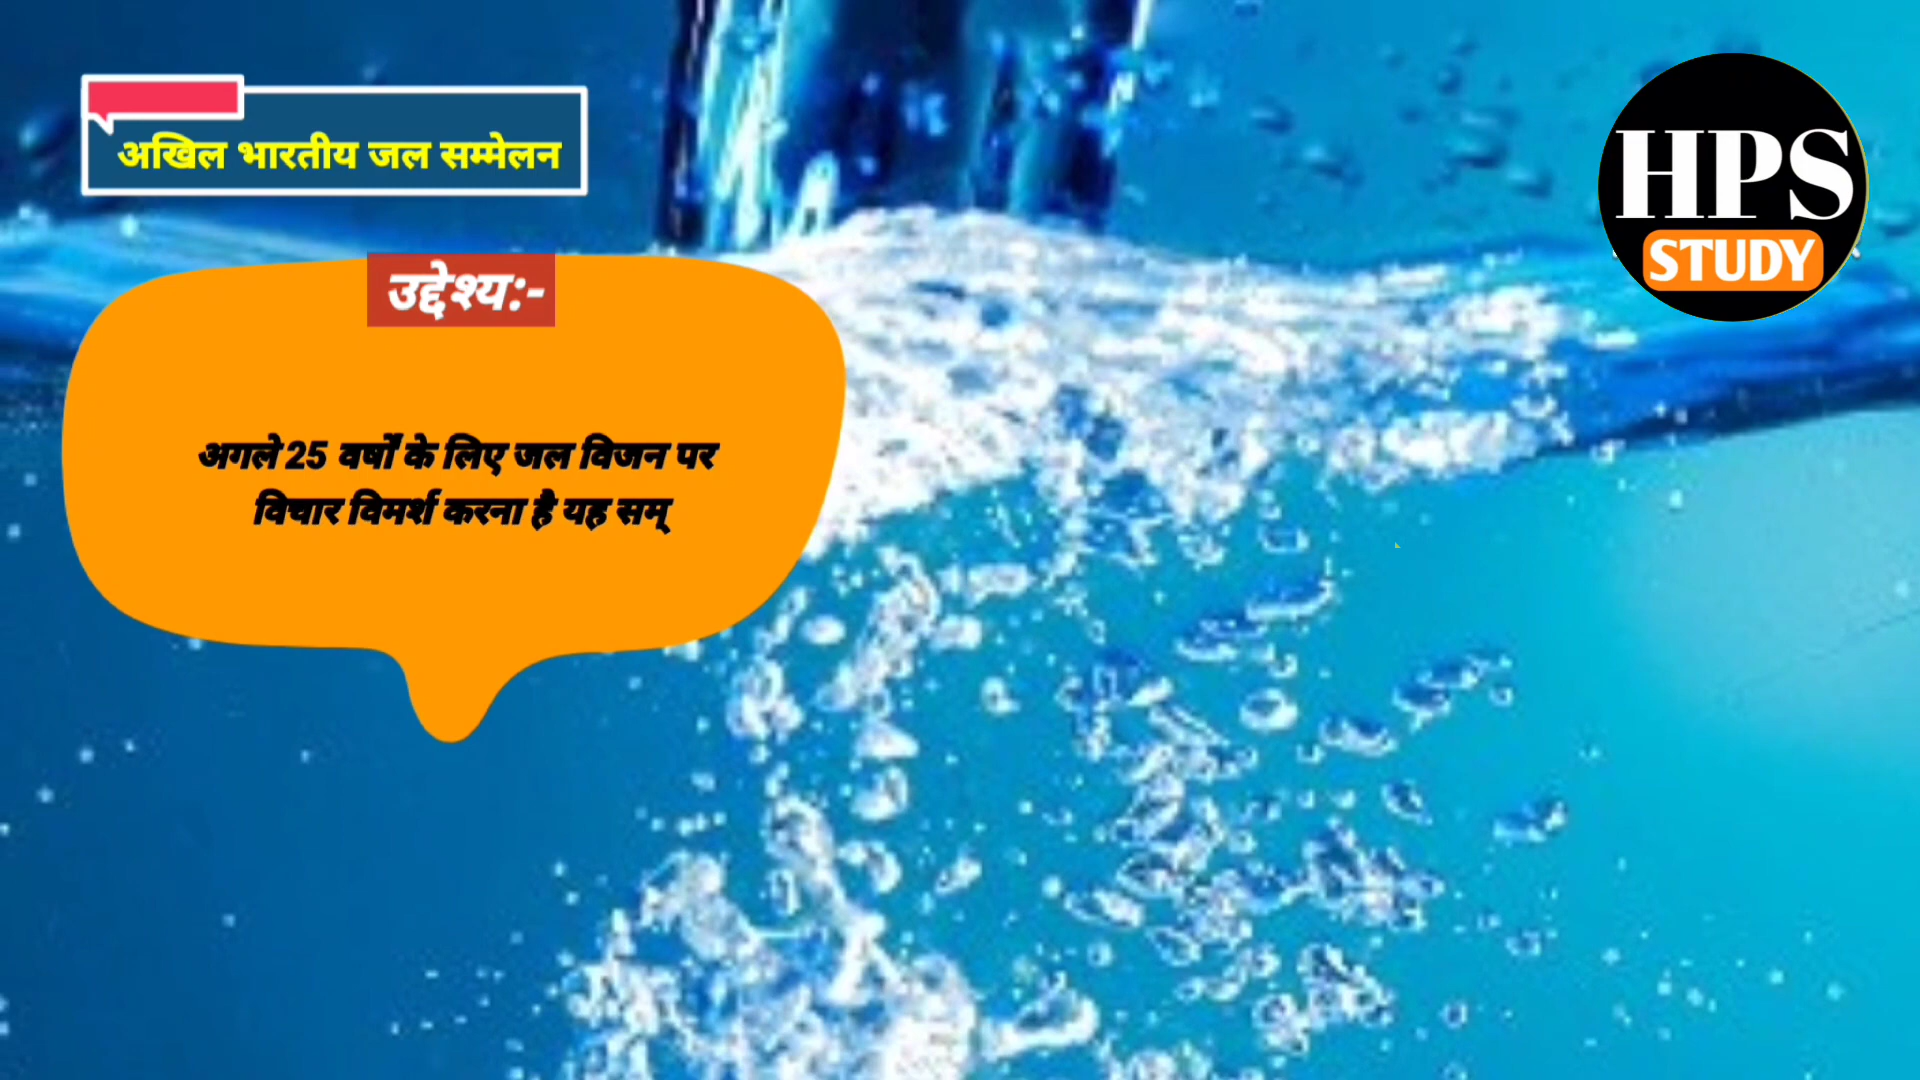 अखिल भारतीय जल सम्मेलन
HPS
STUDY
उद्देश्य:-
अगले 25 वर्षों के लिए जल विजन पर
विचार विमर्श करना है यह सम्